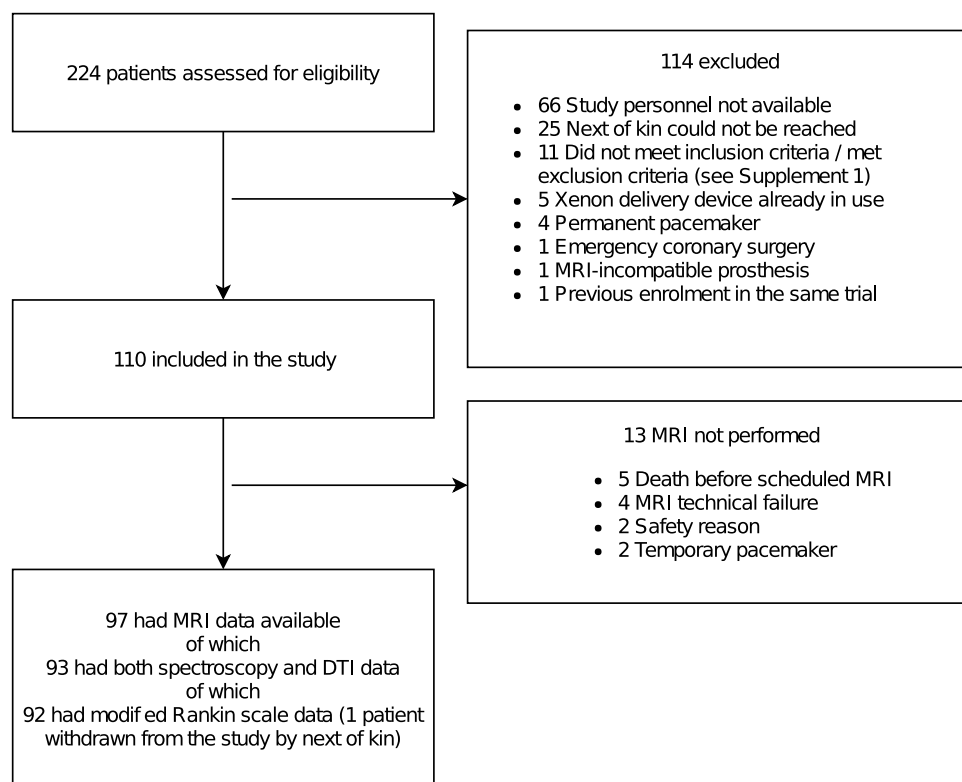 224 patients assessed for eligibility
114 excluded
• 66 Study personnel not available
• 25 Next of kin could not be reached
• 11 Did not meet inclusion criteria / met
exclusion criteria (see Supplement 1)
• 5 Xenon delivery device already in use
• 4 Permanent pacemaker
• 1 Emergency coronary surgery
• 1 MRI-incompatible prosthesis
• 1 Previous enrolment in the same trial
110 included in the study
13 MRI not performed
• 5 Death before scheduled MRI
• 4 MRI technical failure
• 2 Safety reason
• 2 Temporary pacemaker
97 had MRI data available
of which
93 had both spectroscopy and DTI data
of which
92 had modifed Rankin scale data (1 patient
withdrawn from the study by next of kin)